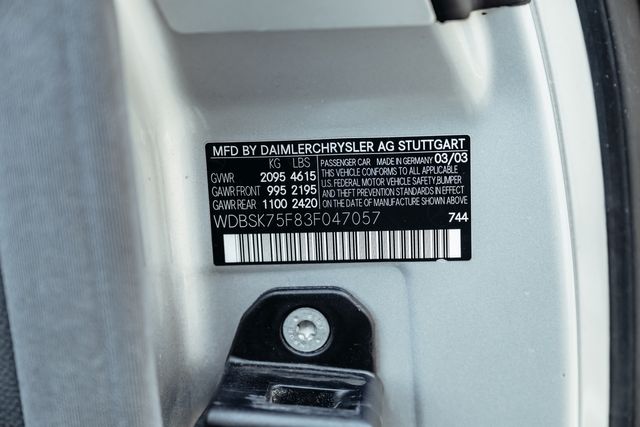 MFD BY DAIMLERCHRYSLER AG STUTTGART
KG LBS
GVWR 2095 4615
GAWR FRONT 995 2195
GAWR REAR 1100 2420
PASSENGER CAR MADE IN GERMANY 03/03
THIS VEHICLE CONFORMS TO ALL APPLICABLE
U.S. FEDERAL MOTOR VEHICLE SAFETY, BUMPER
AND THEFT PREVENTION STANDARDS IN EFFECT
ON THE DATE OF MANUFACTURE SHOWN ABOVE
WDBSK75F83F047057 744